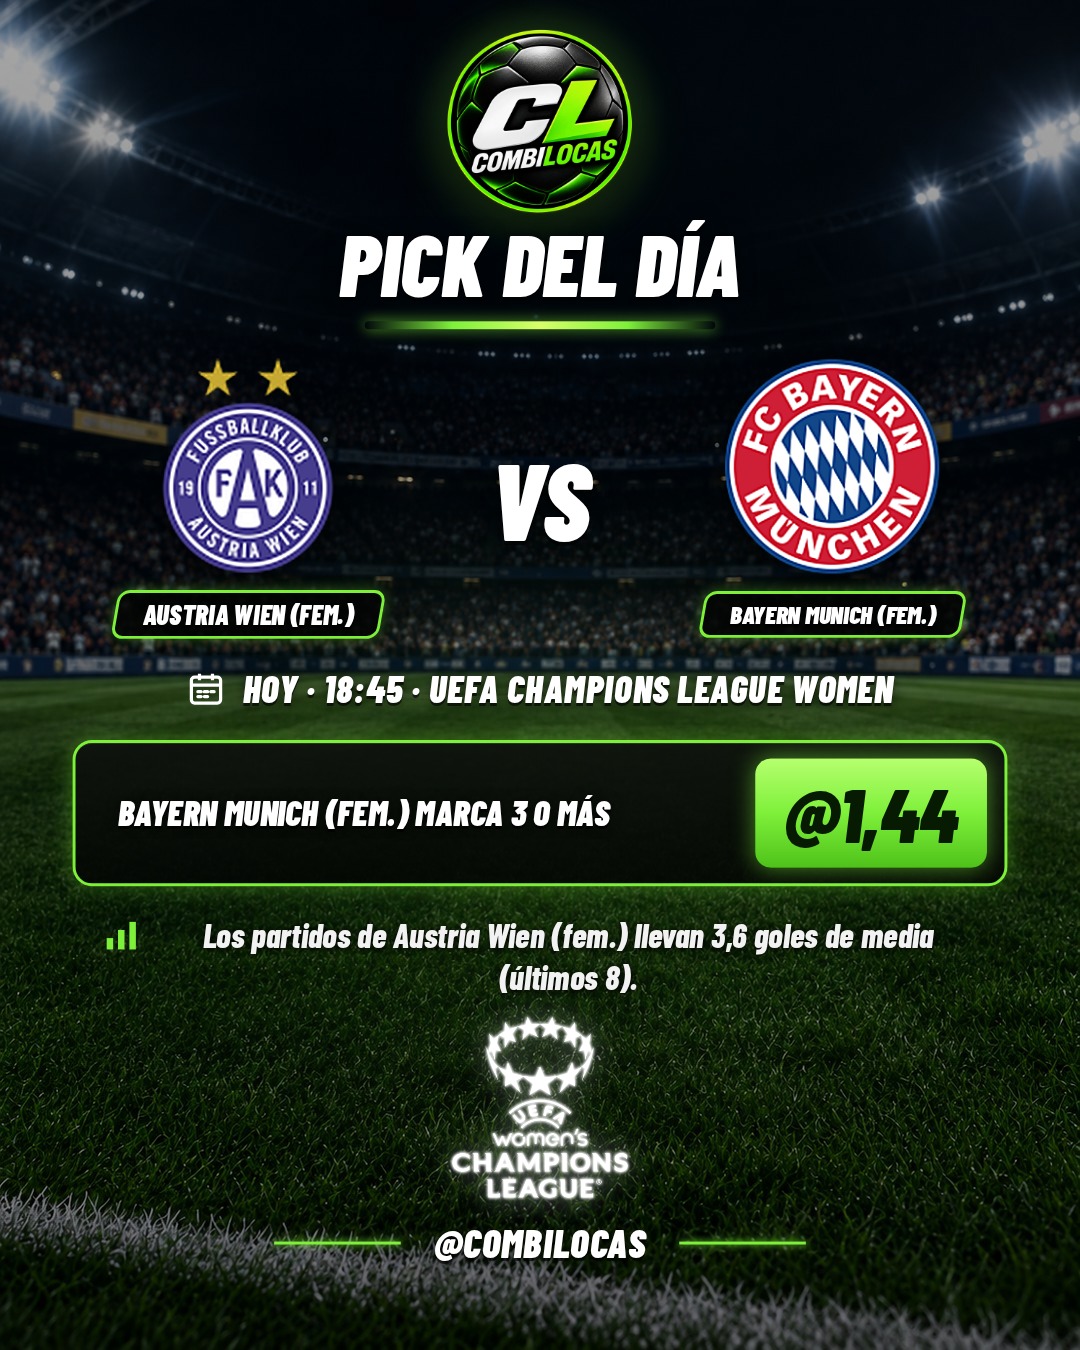 CL
COMBILOCAS
PICK DEL DÍA
FUSSBALLKLUB
19 FAK 11
AUSTRIA WIEN
VS
FC BAYERN
MÜNCHEN
AUSTRIA WIEN (FEM.)
BAYERN MUNICH (FEM.)
HOY · 18:45 · UEFA CHAMPIONS LEAGUE WOMEN
BAYERN MUNICH (FEM.) MARCA 3 O MÁS
@1,44
Los partidos de Austria Wien (fem.) llevan 3,6 goles de media
(últimos 8).
UEFA
women's
CHAMPIONS
LEAGUE®
@COMBILOCAS